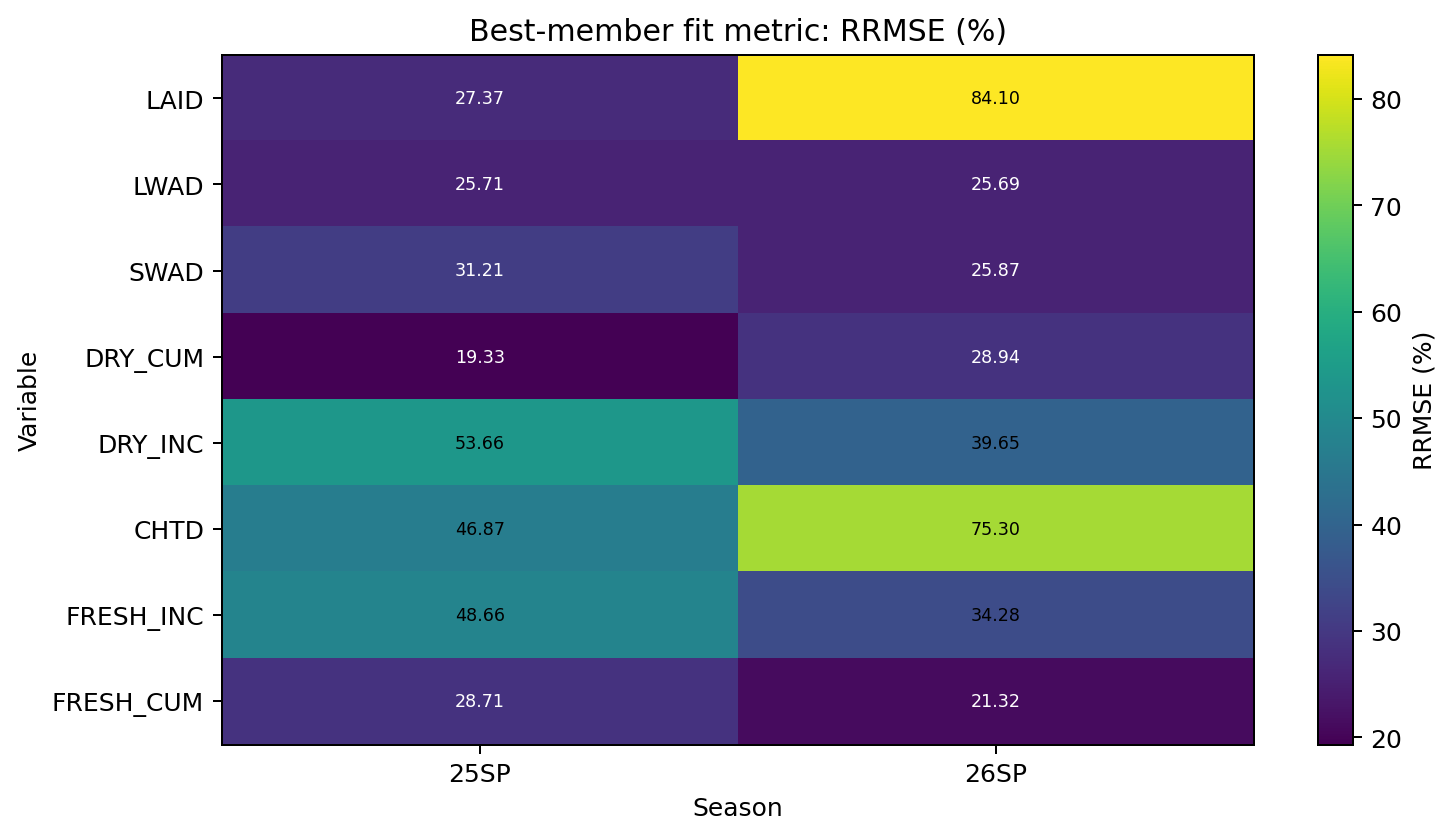 Best-member fit metric: RRMSE (%)
Variable
LAID 27.37 84.10
LWAD 25.71 25.69
SWAD 31.21 25.87
DRY_CUM 19.33 28.94
DRY_INC 53.66 39.65
CHTD 46.87 75.30
FRESH_INC 48.66 34.28
FRESH_CUM 28.71 21.32
25SP 26SP
Season
80
70
60
50
40
30
20
RRMSE (%)